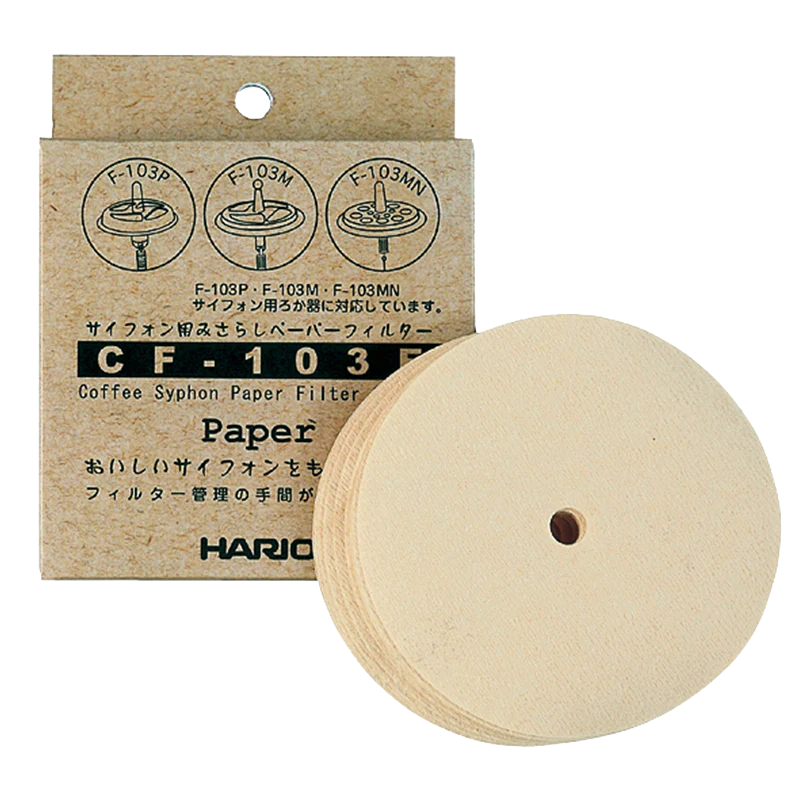 F-103P F-103M F-103MN
F-103P・F-103M・F-103MN
サイフォン用ろか器に対応しています。
サイフォン用みさらしペーパーフィルター
CF-103E
Coffee Syphon Paper Filter
Paper
おいしいサイフォンをも
フィルター管理の手間が
HARIO